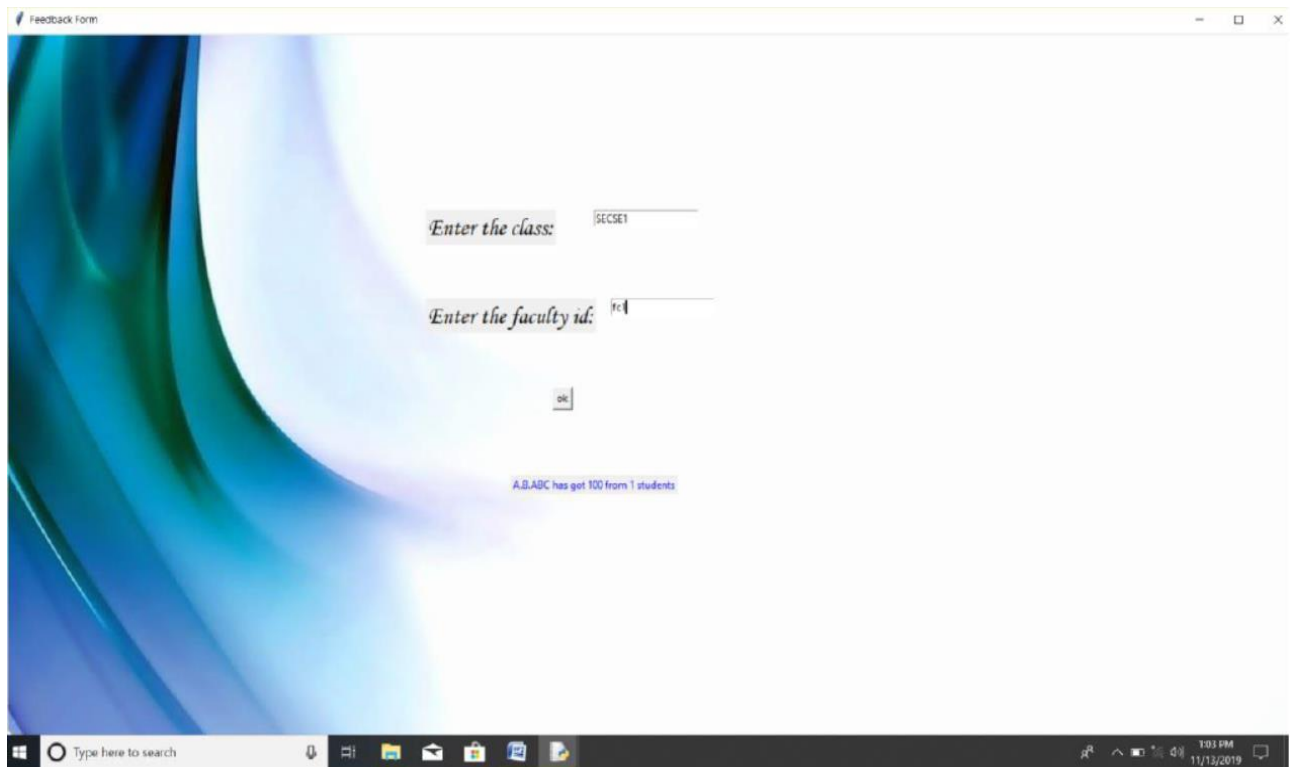 Feedback Form
Enter the class: SECSE1
Enter the faculty id: fc1
ok
A.B.ABC has got 100 from 1 students
Type here to search
1:03 PM
11/13/2019